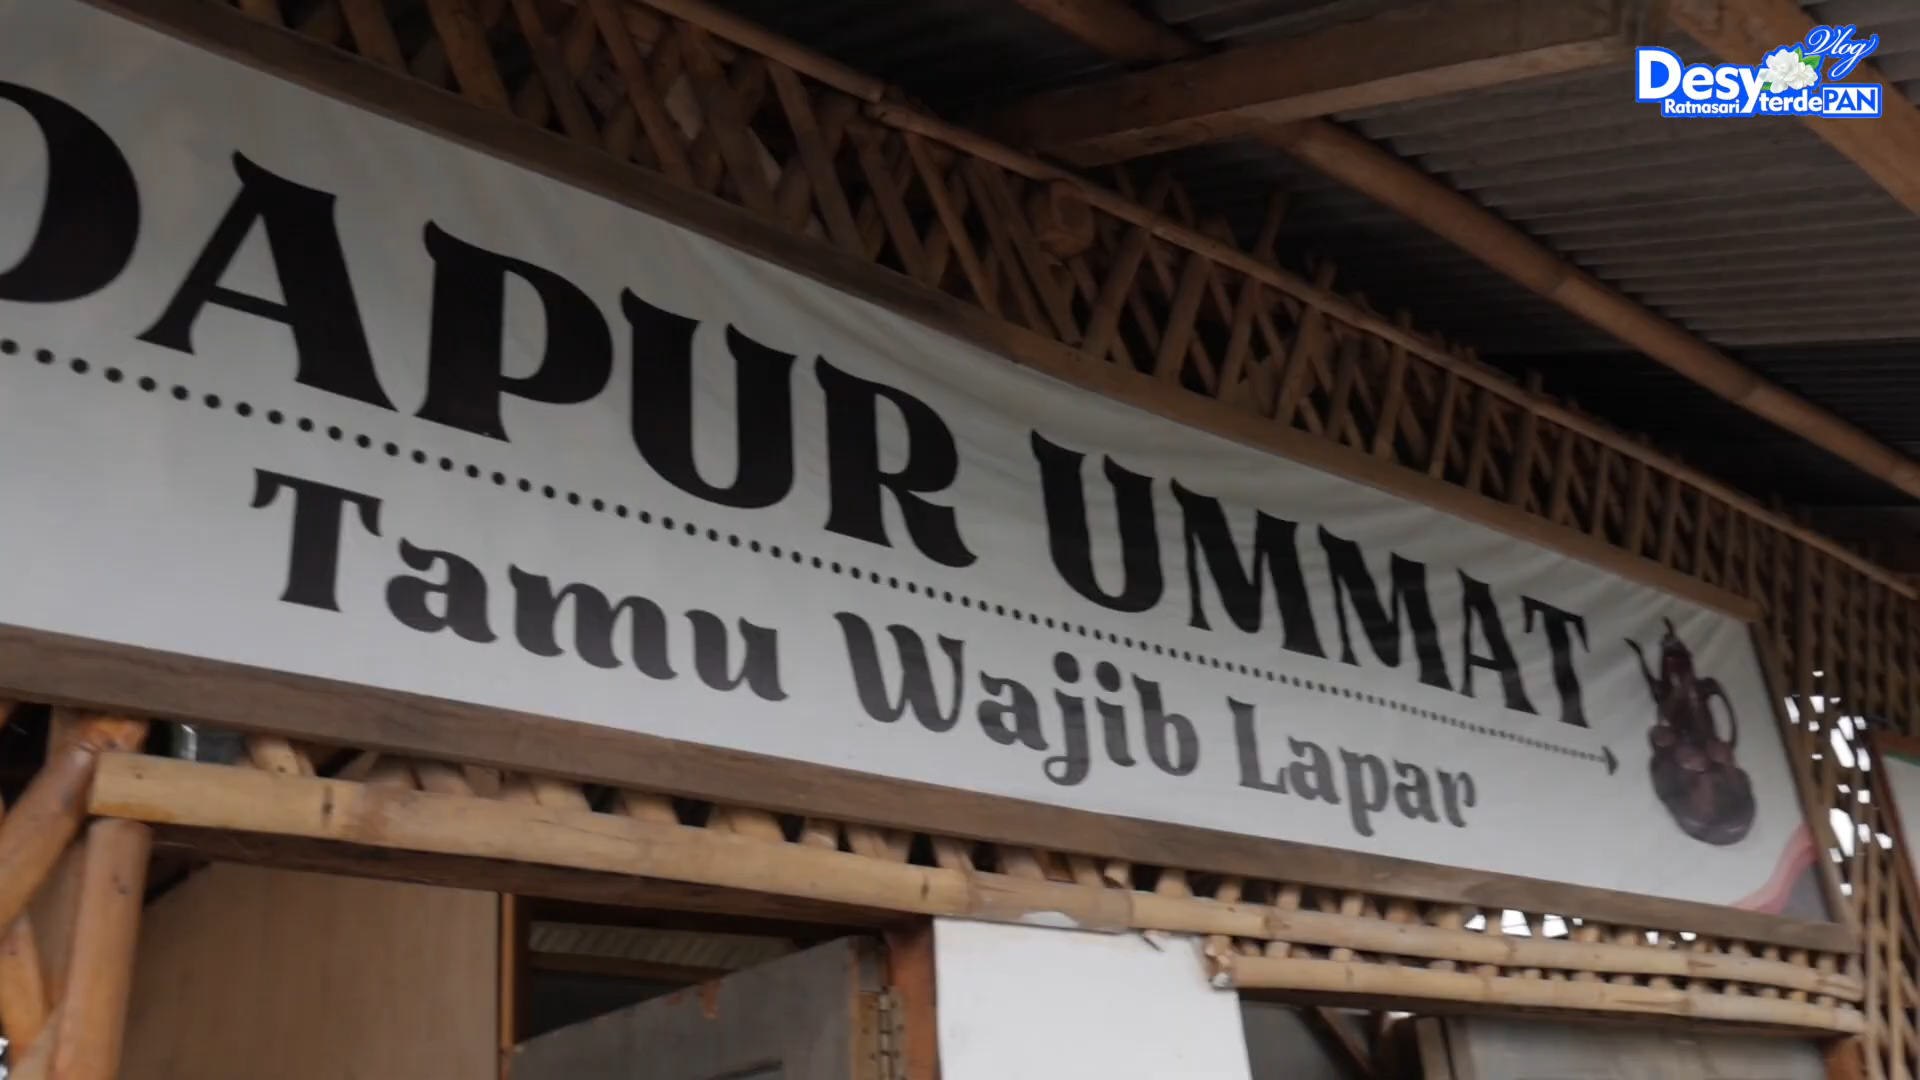 DAPUR UMMAT
Tamu Wajib Lapar
Vlog
Desy
Ratnasari terdePAN